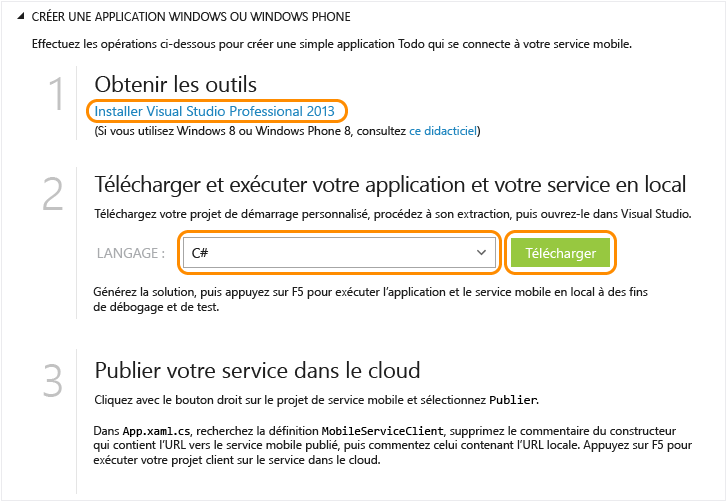 CRÉER UNE APPLICATION WINDOWS OU WINDOWS PHONE
Effectuez les opérations ci-dessous pour créer une simple application Todo qui se connecte à votre service mobile.
1
Obtenir les outils
Installer Visual Studio Professional 2013
(Si vous utilisez Windows 8 ou Windows Phone 8, consultez ce didacticiel)
2
Télécharger et exécuter votre application et votre service en local
Téléchargez votre projet de démarrage personnalisé, procédez à son extraction, puis ouvrez-le dans Visual Studio.
LANGAGE : C# Télécharger
Générez la solution, puis appuyez sur F5 pour exécuter l'application et le service mobile en local à des fins
de débogage et de test.
3
Publier votre service dans le cloud
Cliquez avec le bouton droit sur le projet de service mobile et sélectionnez Publier.
Dans App.xaml.cs, recherchez la définition MobileServiceClient, supprimez le commentaire du constructeur
qui contient l'URL vers le service mobile publié, puis commentez celui contenant l'URL locale. Appuyez sur F5 pour
exécuter votre projet client sur le service dans le cloud.